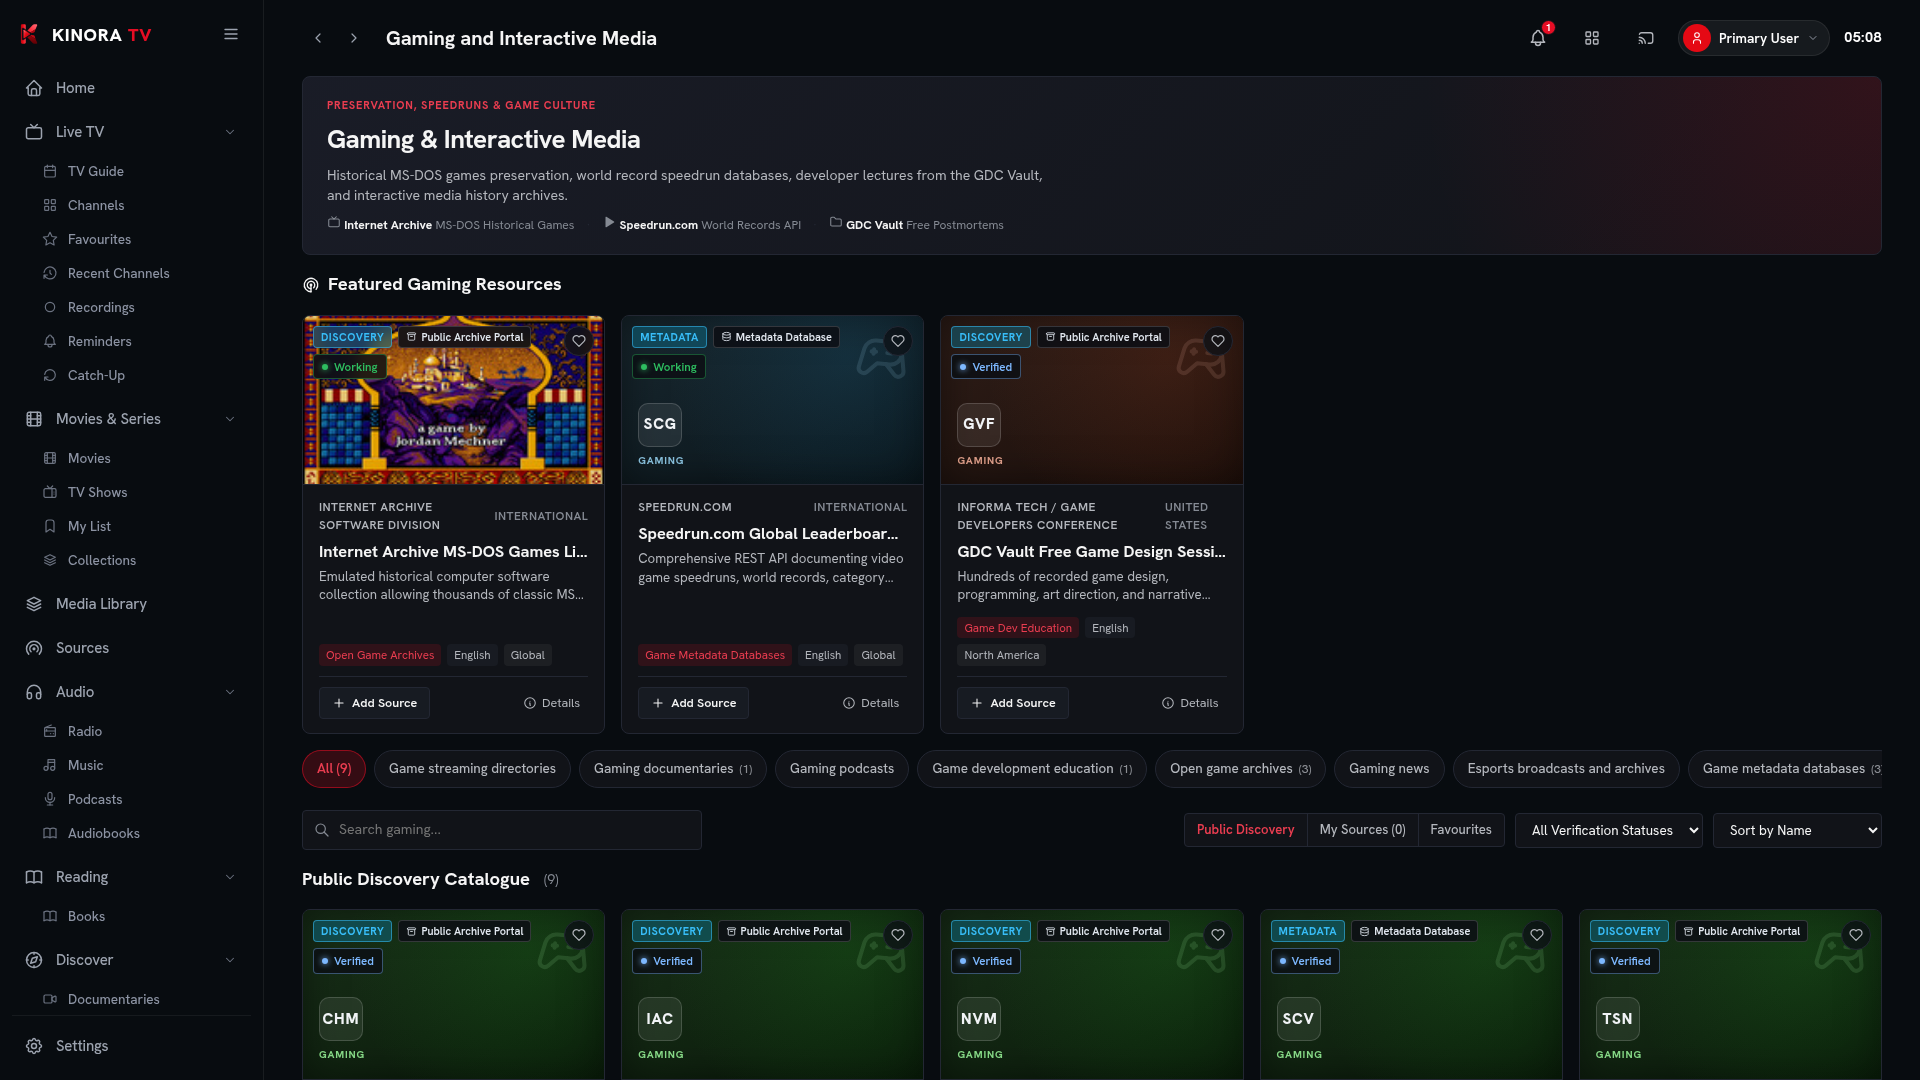 KINORA TV
Home
Live TV
TV Guide
Channels
Favourites
Recent Channels
Recordings
Reminders
Catch-Up
Movies & Series
Movies
TV Shows
My List
Collections
Media Library
Sources
Audio
Radio
Music
Podcasts
Audiobooks
Reading
Books
Discover
Documentaries
Settings
Gaming and Interactive Media
1
Primary User
05:08
PRESERVATION, SPEEDRUNS & GAME CULTURE
Gaming & Interactive Media
Historical MS-DOS games preservation, world record speedrun databases, developer lectures from the GDC Vault,
and interactive media history archives.
Internet Archive MS-DOS Historical Games
Speedrun.com World Records API
GDC Vault Free Postmortems
Featured Gaming Resources
DISCOVERY
Public Archive Portal
Working
a game by
Jordan Mechner
INTERNET ARCHIVE
SOFTWARE DIVISION
INTERNATIONAL
Internet Archive MS-DOS Games Li...
Emulated historical computer software
collection allowing thousands of classic MS...
Open Game Archives
English
Global
Add Source
Details
METADATA
Metadata Database
Working
SCG
GAMING
SPEEDRUN.COM
INTERNATIONAL
Speedrun.com Global Leaderboar...
Comprehensive REST API documenting video
game speedruns, world records, category...
Game Metadata Databases
English
Global
Add Source
Details
DISCOVERY
Public Archive Portal
Verified
GVF
GAMING
INFORMA TECH / GAME
DEVELOPERS CONFERENCE
UNITED
STATES
GDC Vault Free Game Design Sessi...
Hundreds of recorded game design,
programming, art direction, and narrative...
Game Dev Education
English
North America
Add Source
Details
All (9)
Game streaming directories
Gaming documentaries (1)
Gaming podcasts
Game development education (1)
Open game archives (3)
Gaming news
Esports broadcasts and archives
Game metadata databases (3)
Search gaming...
Public Discovery
My Sources (0)
Favourites
All Verification Statuses
Sort by Name
Public Discovery Catalogue (9)
DISCOVERY
Public Archive Portal
Verified
CHM
GAMING
DISCOVERY
Public Archive Portal
Verified
IAC
GAMING
DISCOVERY
Public Archive Portal
Verified
NVM
GAMING
METADATA
Metadata Database
Verified
SCV
GAMING
DISCOVERY
Public Archive Portal
Verified
TSN
GAMING